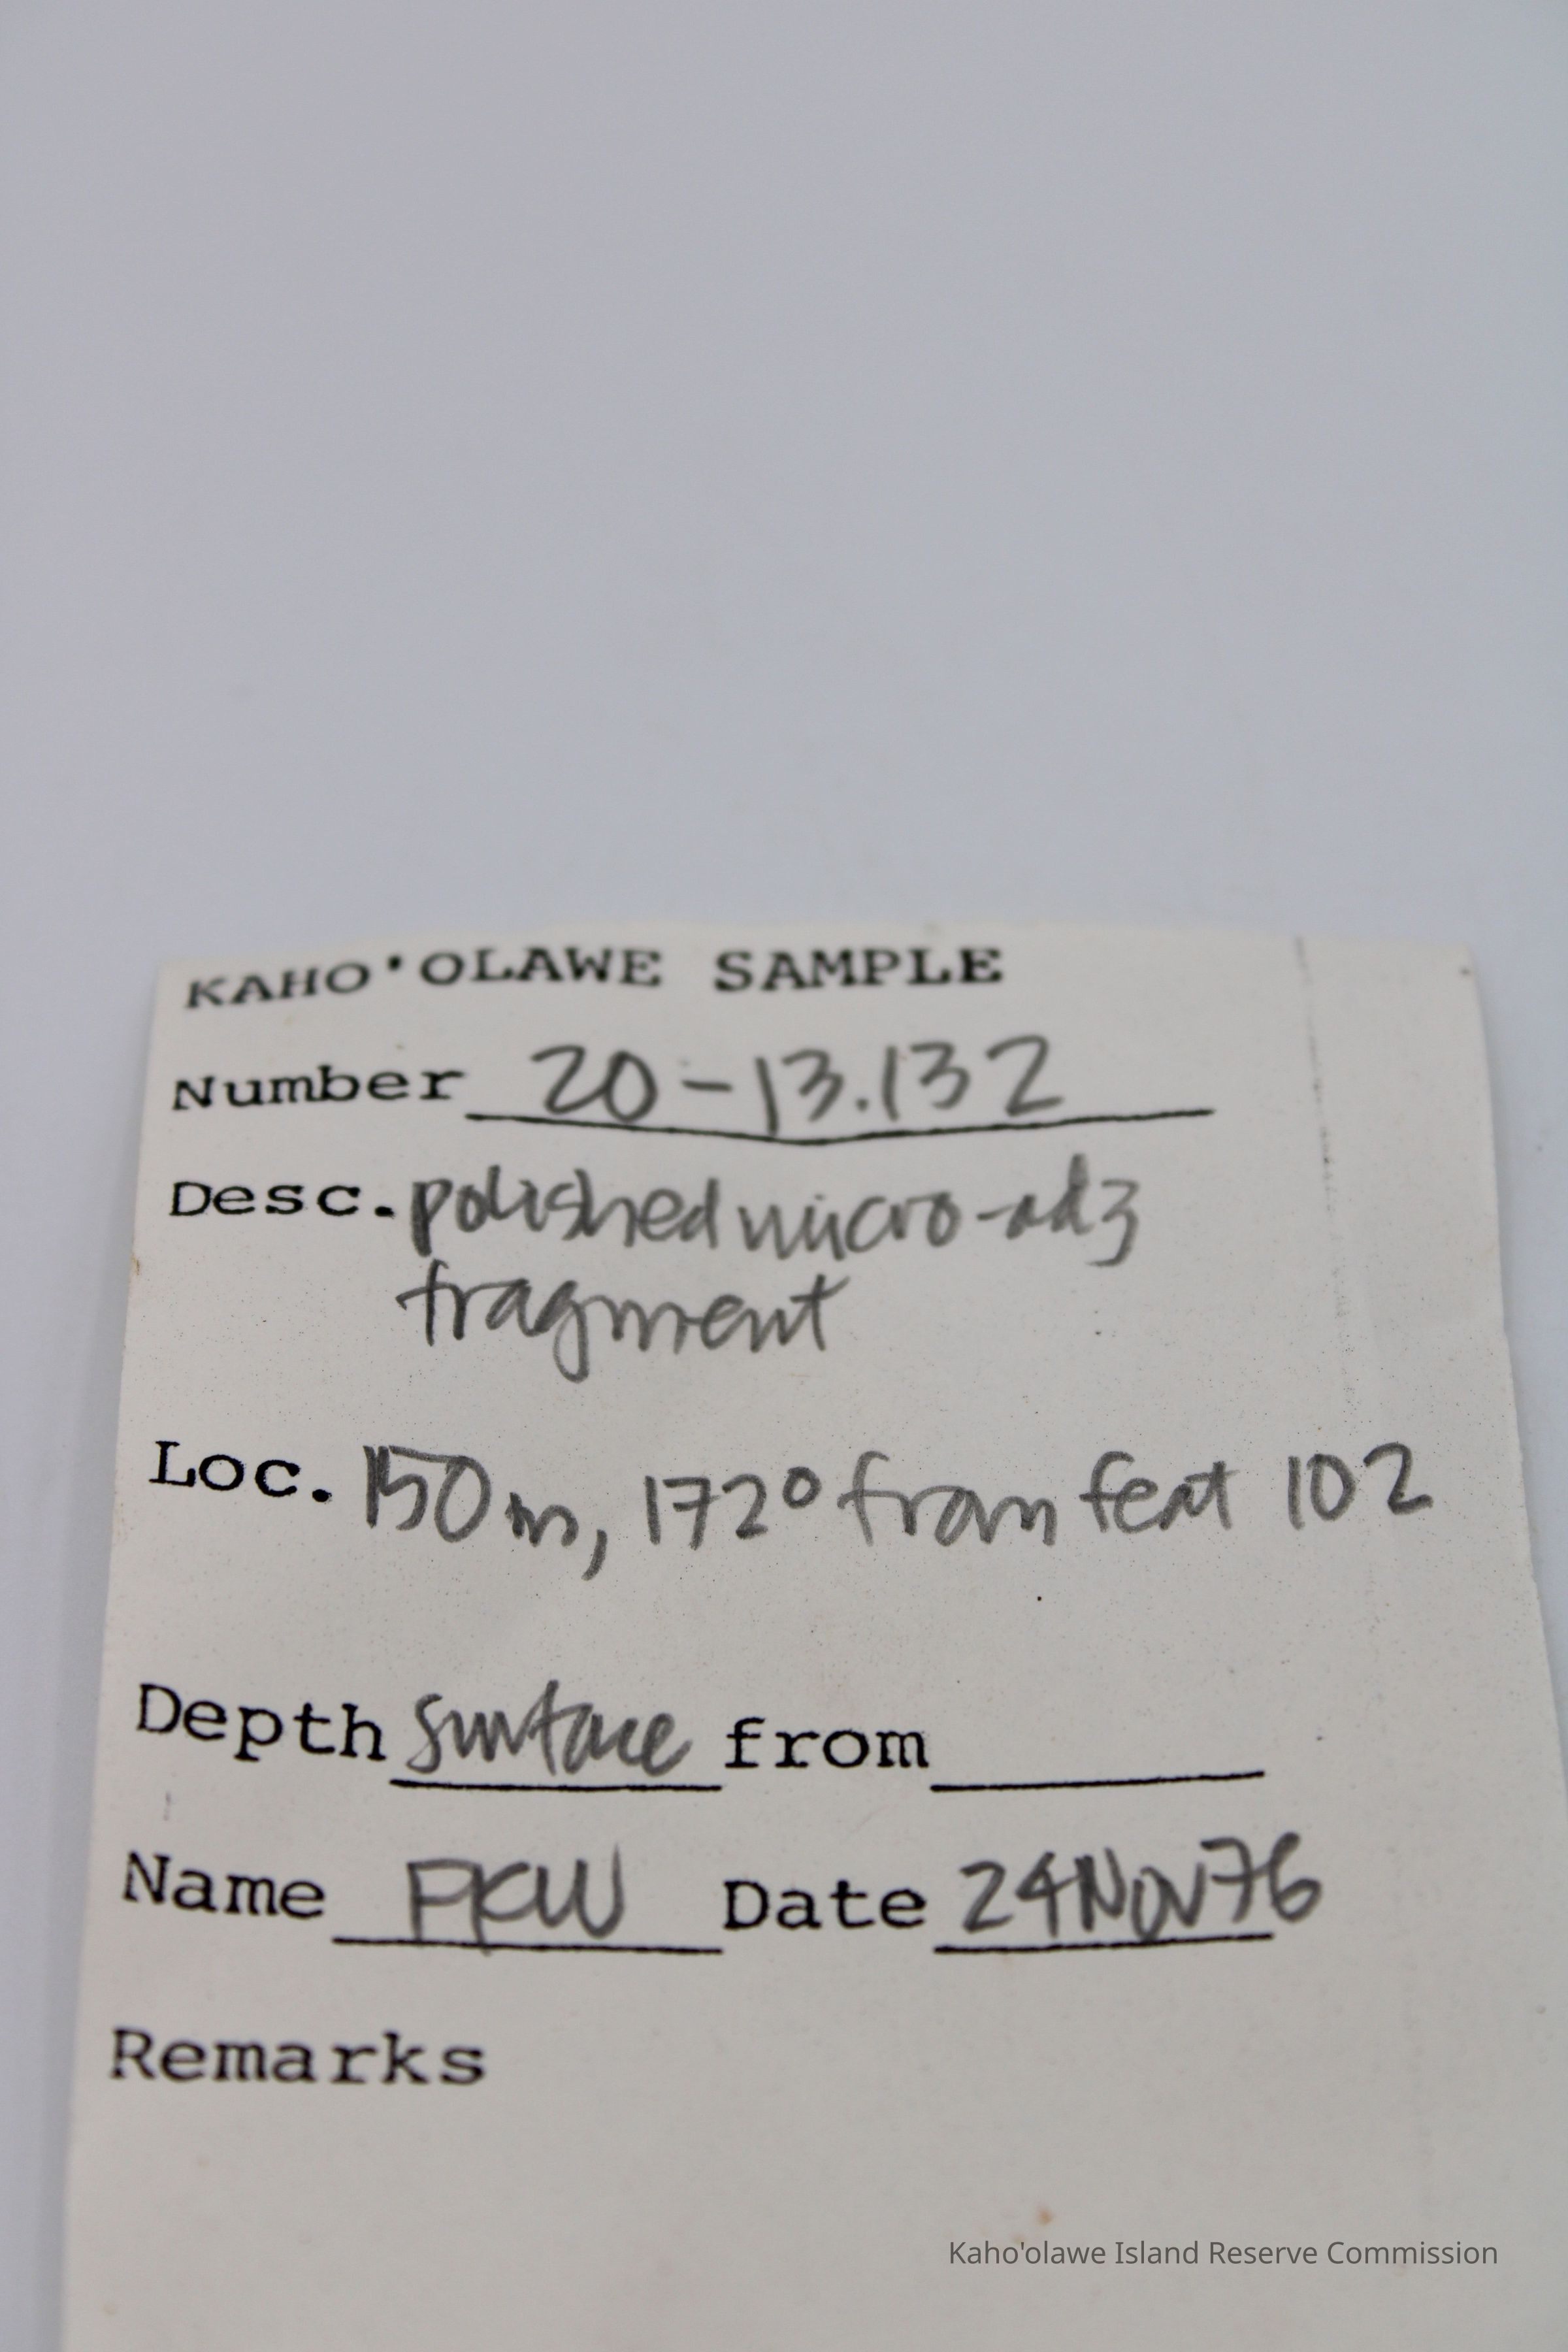 KAHO'OLAWE SAMPLE
Number 20-13.132
Desc. polished micro-adz
fragment
Loc. 150m, 172° from feat 102
Depth surface from
Name PKW Date 24Nov76
Remarks
Kaho'olawe Island Reserve Commission